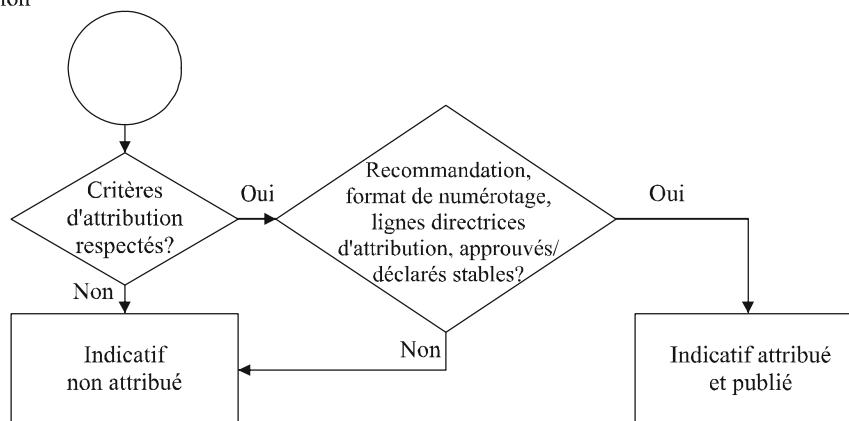 Critères
d'attribution
respectés?
Oui
Recommandation,
format de numérotage,
lignes directrices
d'attribution, approuvés/
déclarés stables?
Oui
Non
Non
Indicatif
non attribué
Indicatif attribué
et publié